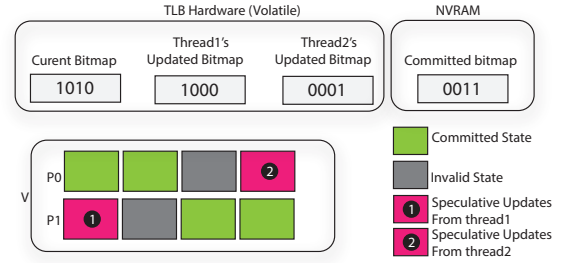 TLB Hardware (Volatile)
NVRAM
Curent Bitmap
Thread1's
Updated Bitmap
Thread2's
Updated Bitmap
Committed bitmap
1010
1000
0001
0011
V
P0
2
P1
1
Committed State
Invalid State
1
Speculative Updates
From thread1
2
Speculative Updates
From thread2